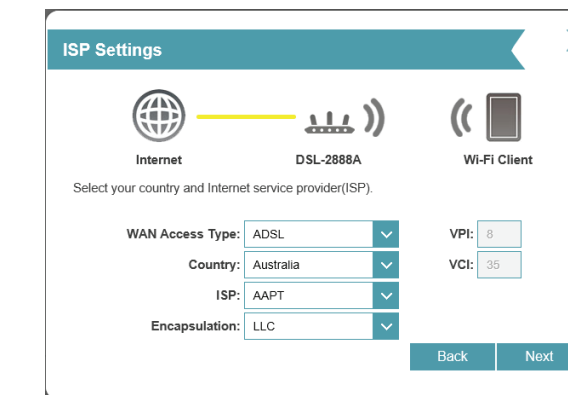 ISP Settings
Internet DSL-2888A Wi-Fi Client
Select your country and Internet service provider(ISP).
WAN Access Type: ADSL VPI: 8
Country: Australia VCI: 35
ISP: AAPT
Encapsulation: LLC
Back Next